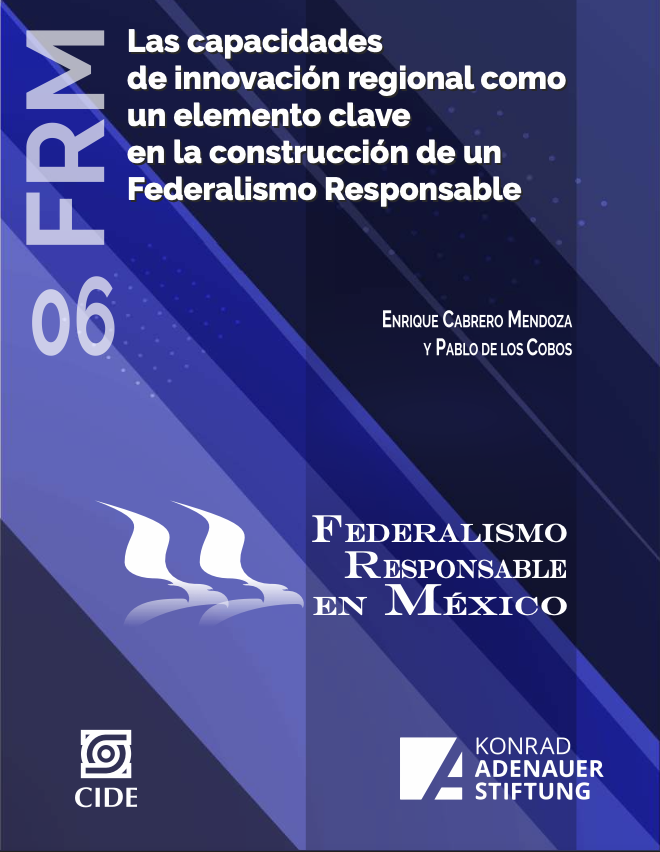 FRM
06
Las capacidades
de innovación regional como
un elemento clave
en la construcción de un
Federalismo Responsable
Enrique Cabrero Mendoza
y Pablo de los Cobos
Federalismo
Responsable
en México
CIDE
KONRAD
ADENAUER
STIFTUNG